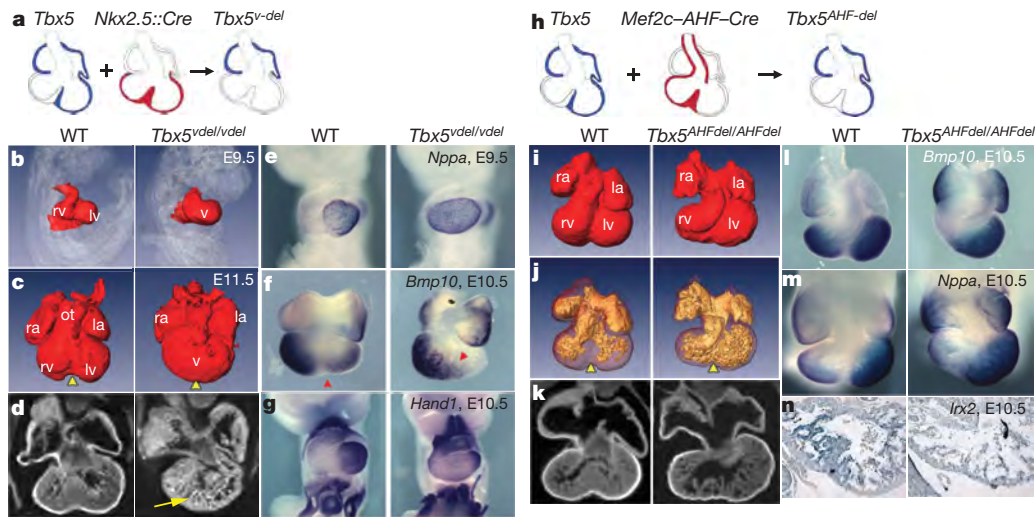 a Tbx5 Nkx2.5::Cre Tbx5v-del
+ →
WT Tbx5vdel/vdel WT Tbx5vdel/vdel
b E9.5
rv lv v
e Nppa, E9.5
c E11.5
ra ot la ra la
rv lv v
f Bmp10, E10.5
d
g Hand1, E10.5
h Tbx5 Mef2c–AHF–Cre Tbx5AHF-del
+ →
WT Tbx5AHFdel/AHFdel WT Tbx5AHFdel/AHFdel
i
ra la ra la
rv lv rv lv
l Bmp10, E10.5
j
m Nppa, E10.5
k
n Irx2, E10.5